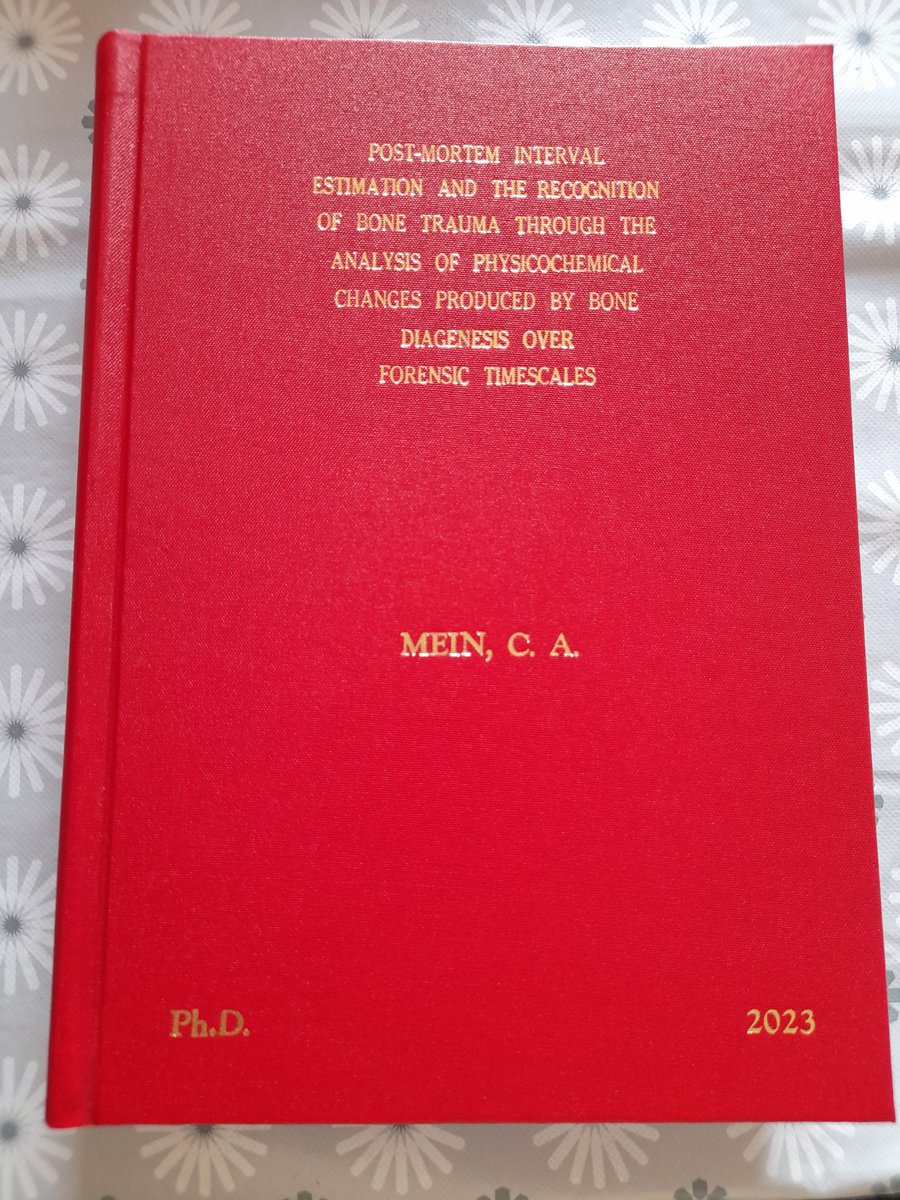 POST-MORTEM INTERVAL
ESTIMATION AND THE RECOGNITION
OF BONE TRAUMA THROUGH THE
ANALYSIS OF PHYSICOCHEMICAL
CHANGES PRODUCED BY BONE
DIAGENESIS OVER
FORENSIC TIMESCALES
MEIN, C. A.
Ph.D. 2023